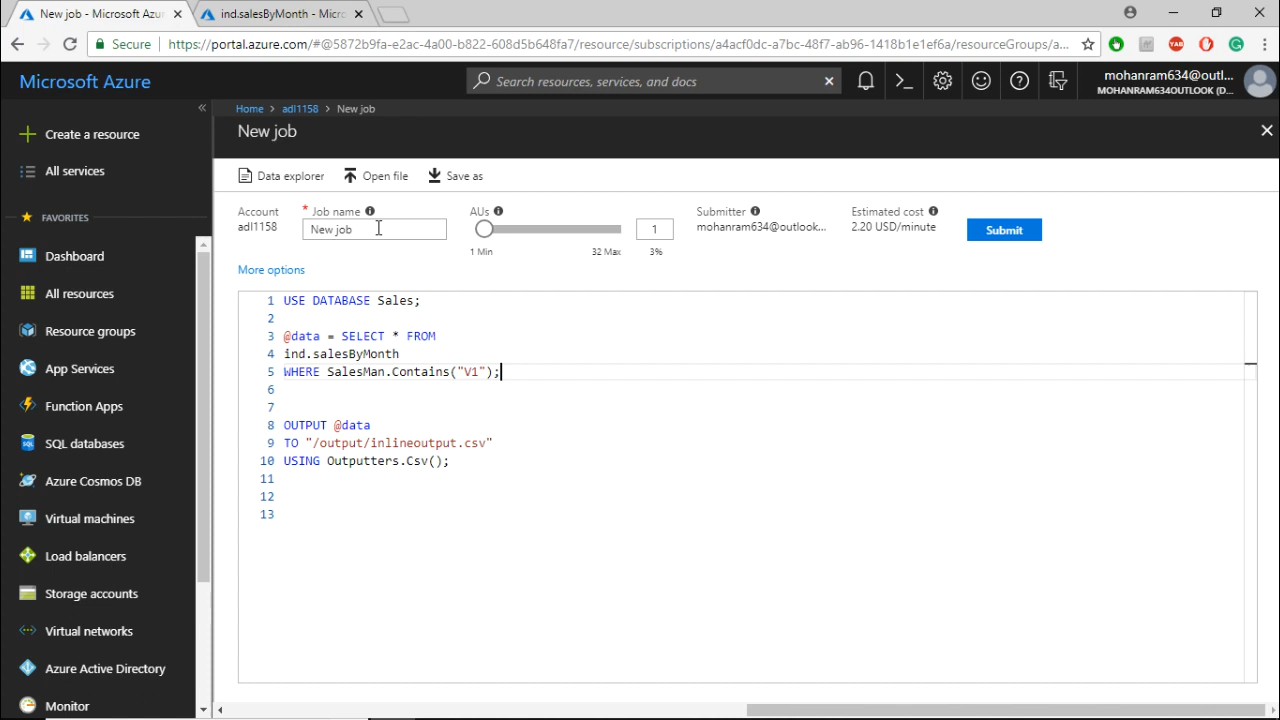 New job - Microsoft Azu
ind.salesByMonth - Micro
Secure
https://portal.azure.com/#@5872b9fa-e2ac-4a00-b822-608d5b648fa7/resource/subscriptions/a4acf0dc-a7bc-48f7-ab96-1418b1e1ef6a/resourceGroups/a...
YAB
Microsoft Azure
Search resources, services, and docs
mohanram634@outl...
MOHANRAM634OUTLOOK (D...
Home > adl1158 > New job
New job
Create a resource
All services
FAVORITES
Dashboard
All resources
Resource groups
App Services
Function Apps
SQL databases
Azure Cosmos DB
Virtual machines
Load balancers
Storage accounts
Virtual networks
Azure Active Directory
Monitor
Data explorer
Open file
Save as
Account
adl1158
* Job name
New job
AUs
1
1 Min
32 Max
3%
Submitter
mohanram634@outlook...
Estimated cost
2.20 USD/minute
Submit
More options
1 USE DATABASE Sales;
2
3 @data = SELECT * FROM
4 ind.salesByMonth
5 WHERE SalesMan.Contains("V1");
6
7
8 OUTPUT @data
9 TO "/output/inlineoutput.csv"
10 USING Outputters.Csv();
11
12
13